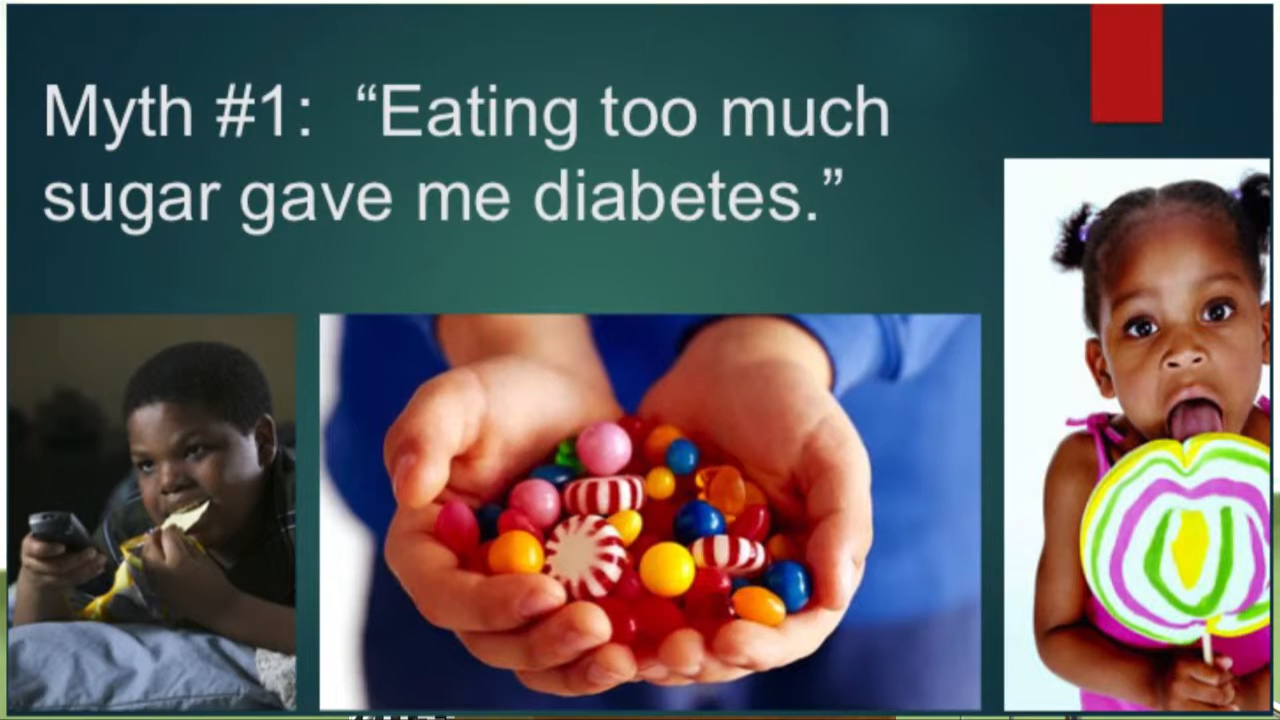 Myth #1:  “Eating too much
sugar gave me diabetes.”